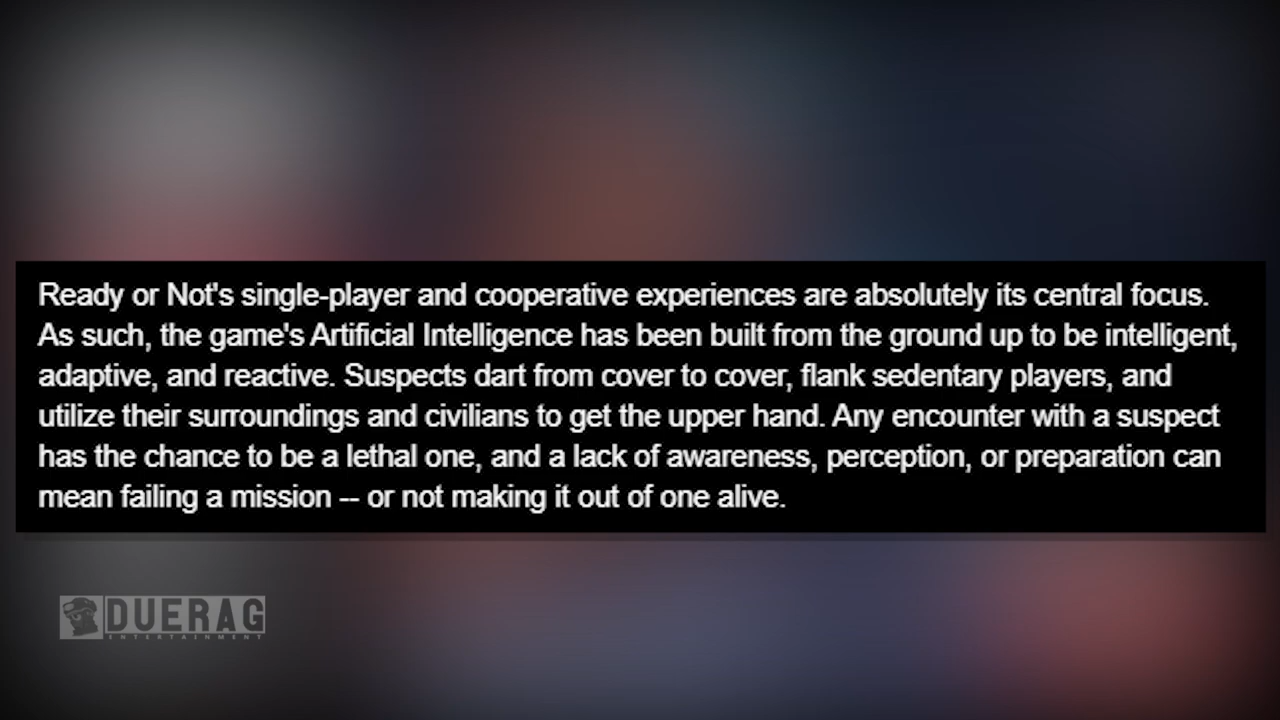 Ready or Not's single-player and cooperative experiences are absolutely its central focus.
As such, the game's Artificial Intelligence has been built from the ground up to be intelligent,
adaptive, and reactive. Suspects dart from cover to cover, flank sedentary players, and
utilize their surroundings and civilians to get the upper hand. Any encounter with a suspect
has the chance to be a lethal one, and a lack of awareness, perception, or preparation can
mean failing a mission -- or not making it out of one alive.
DUERAG
ENTERTAINMENT